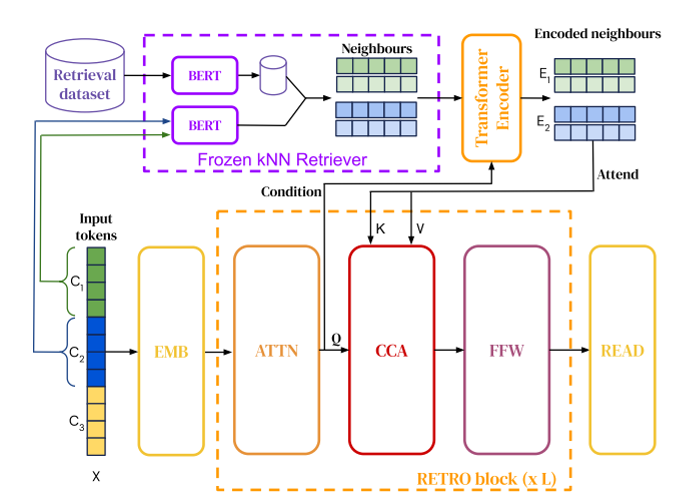 Encoded neighbours
Neighbours
Retrieval
dataset
BERT
BERT
Frozen kNN Retriever
Transformer
Encoder
E1
E2
Condition
Attend
Input
tokens
K
V
C1
C2
C3
X
EMB
ATTN
Q
CCA
FFW
READ
RETRO block (x L)